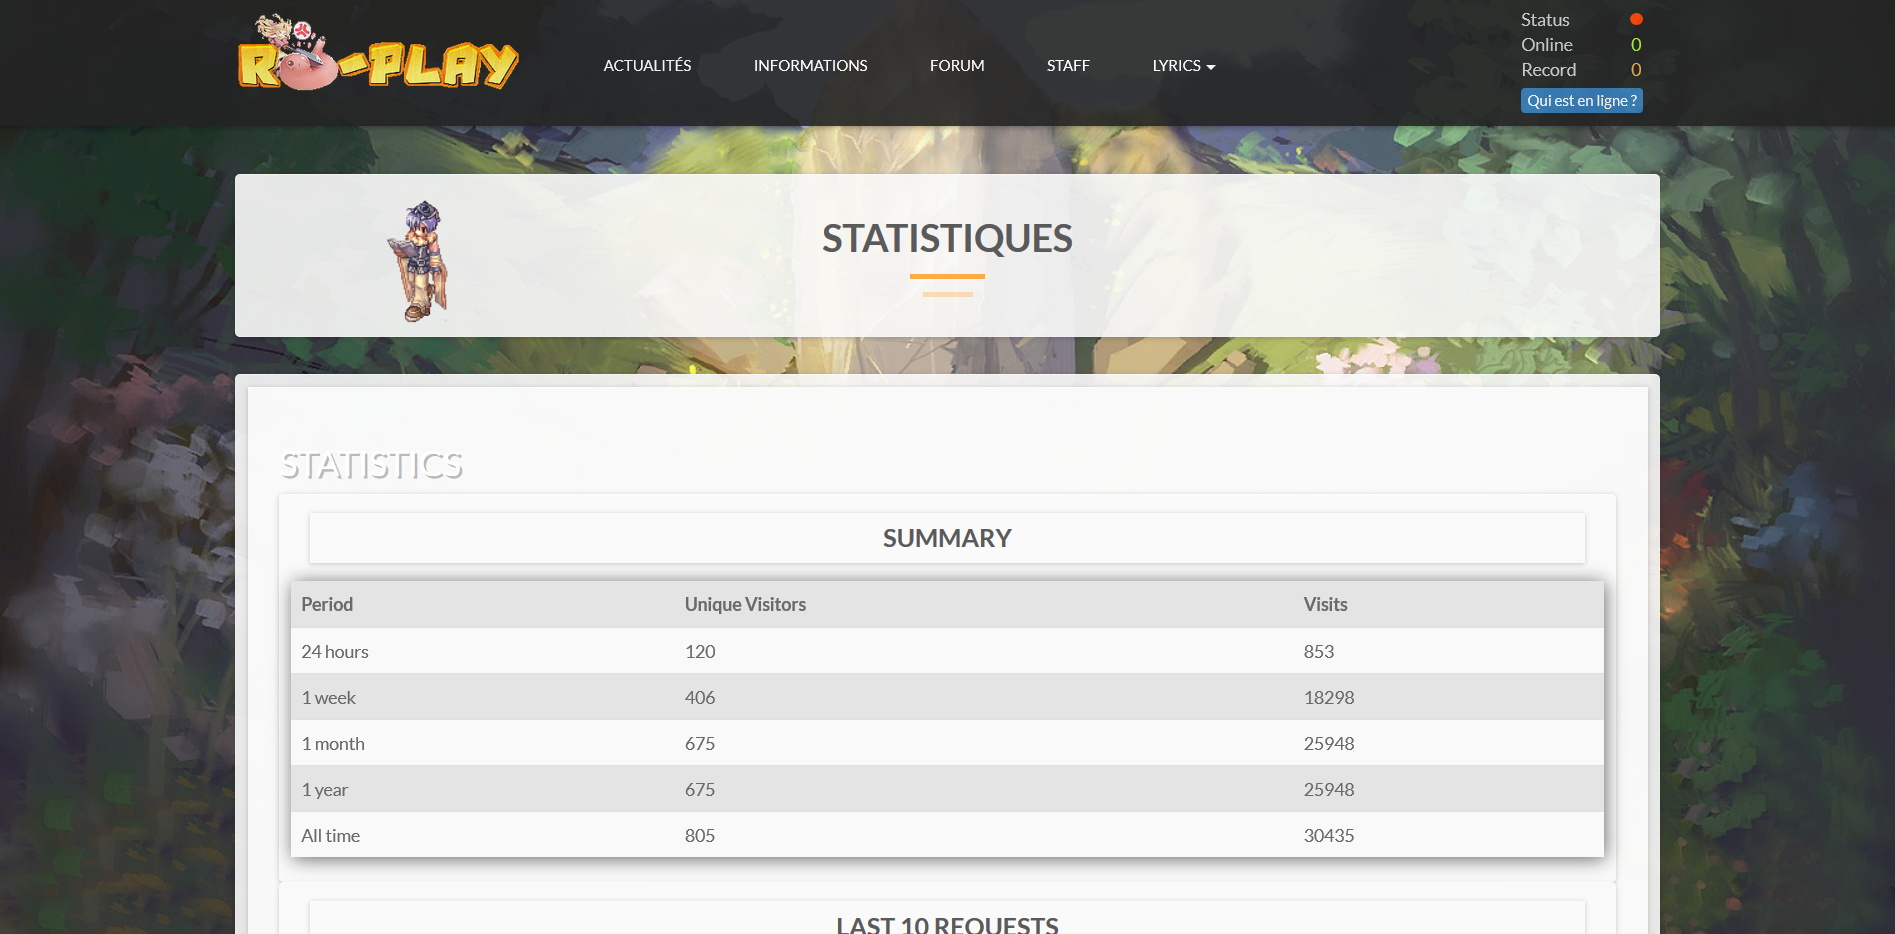 RO-PLAY
ACTUALITÉS
INFORMATIONS
FORUM
STAFF
LYRICS
Status
Online 0
Record 0
Qui est en ligne ?
STATISTIQUES
STATISTICS
SUMMARY
Period Unique Visitors Visits
24 hours 120 853
1 week 406 18298
1 month 675 25948
1 year 675 25948
All time 805 30435
LAST 10 REQUESTS